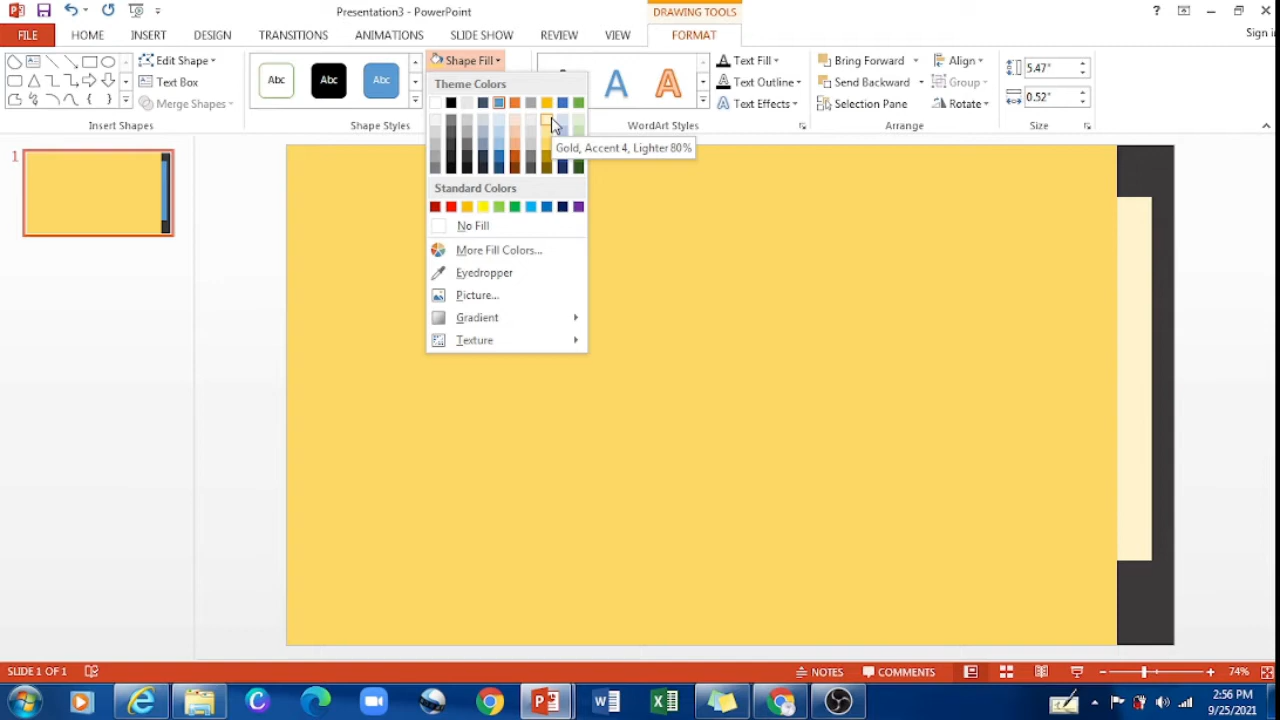 Presentation3 - PowerPoint
DRAWING TOOLS
?
FILE
HOME
INSERT
DESIGN
TRANSITIONS
ANIMATIONS
SLIDE SHOW
REVIEW
VIEW
FORMAT
Sign i
Edit Shape
Text Box
Merge Shapes
Insert Shapes
Abc
Abc
Abc
Shape Styles
Shape Fill
A
A
Text Fill
Text Outline
Text Effects
WordArt Styles
Bring Forward
Send Backward
Selection Pane
Align
Group
Rotate
Arrange
5.47"
0.52"
Size
Theme Colors
Gold, Accent 4, Lighter 80%
Standard Colors
No Fill
More Fill Colors...
Eyedropper
Picture...
Gradient
Texture
1
SLIDE 1 OF 1
NOTES
COMMENTS
74%
2:56 PM
9/25/2021